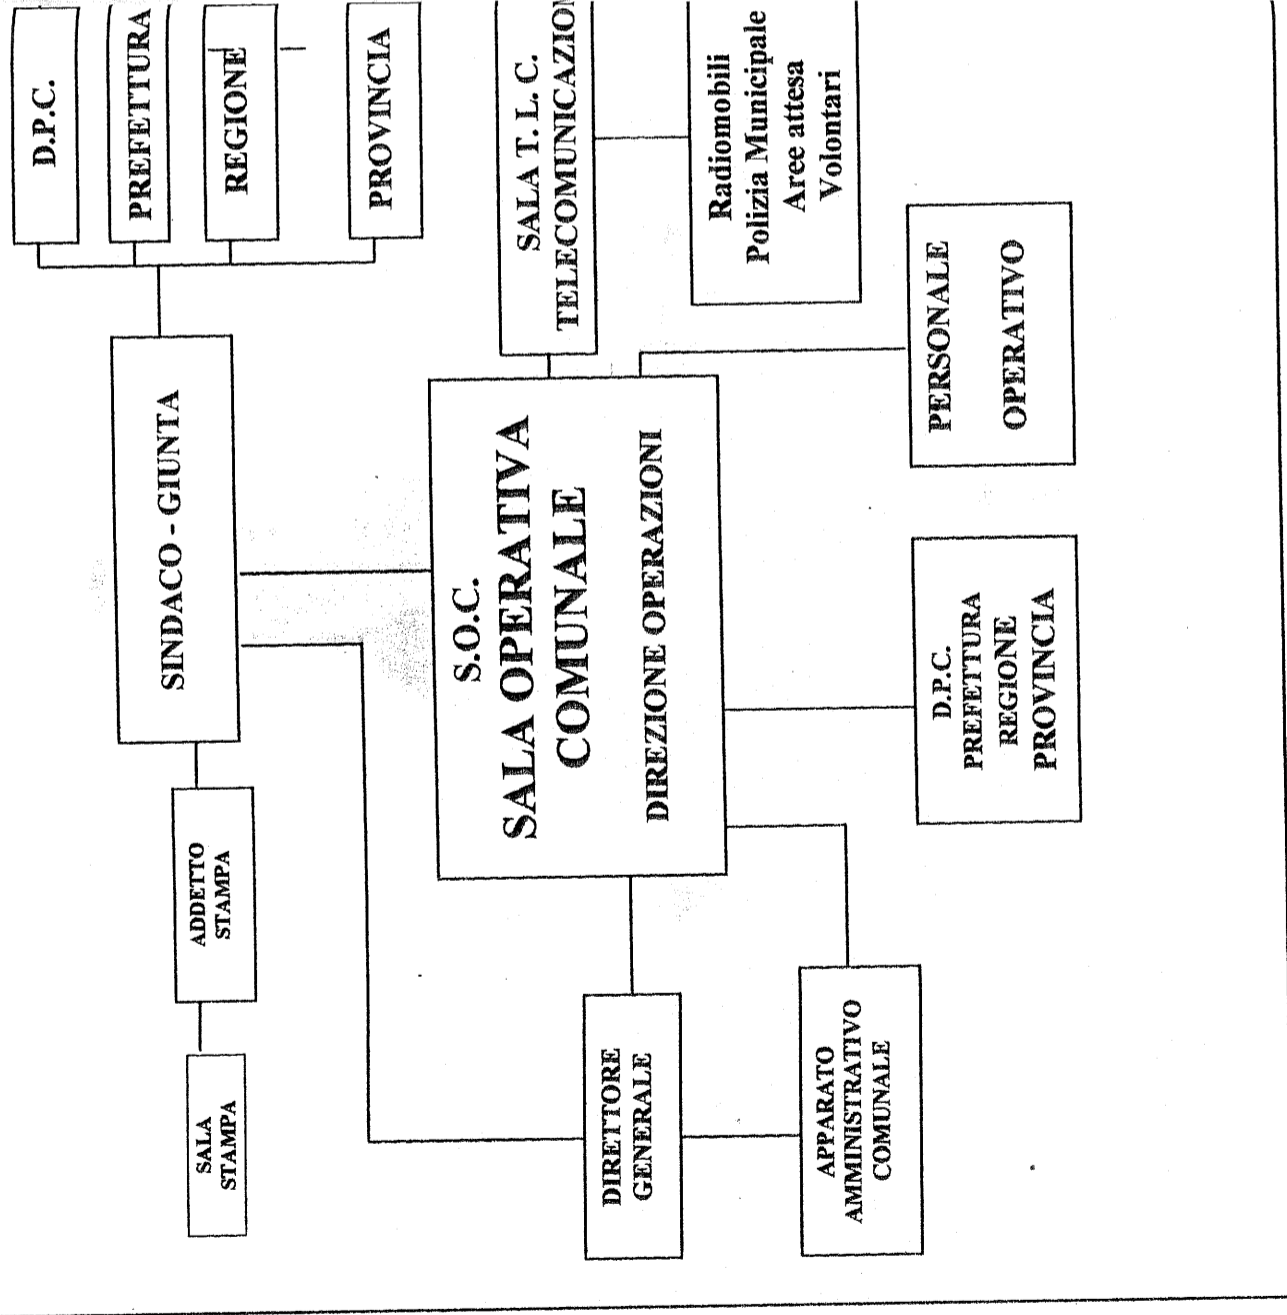 SALA
STAMPA
ADDETTO
STAMPA
SINDACO - GIUNTA
D.P.C.
PREFETTURA
REGIONE
PROVINCIA
DIRETTORE
GENERALE
S.O.C.
SALA OPERATIVA
COMUNALE
DIREZIONE OPERAZIONI
SALA T. L. C.
TELECOMUNICAZION
Radiomobili
Polizia Municipale
Aree attesa
Volontari
APPARATO
AMMINISTRATIVO
COMUNALE
D.P.C.
PREFETTURA
REGIONE
PROVINCIA
PERSONALE
OPERATIVO